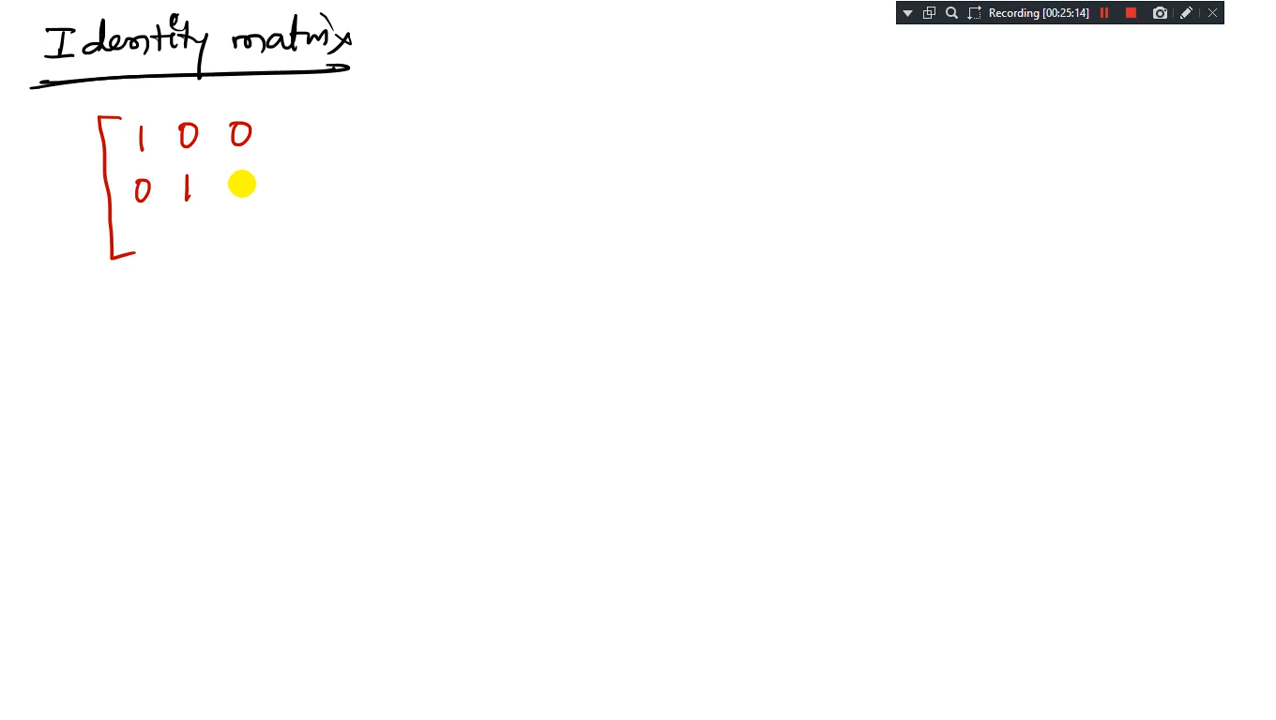 Recording [00:25:14]
Identity matrix
1 0 0
0 1